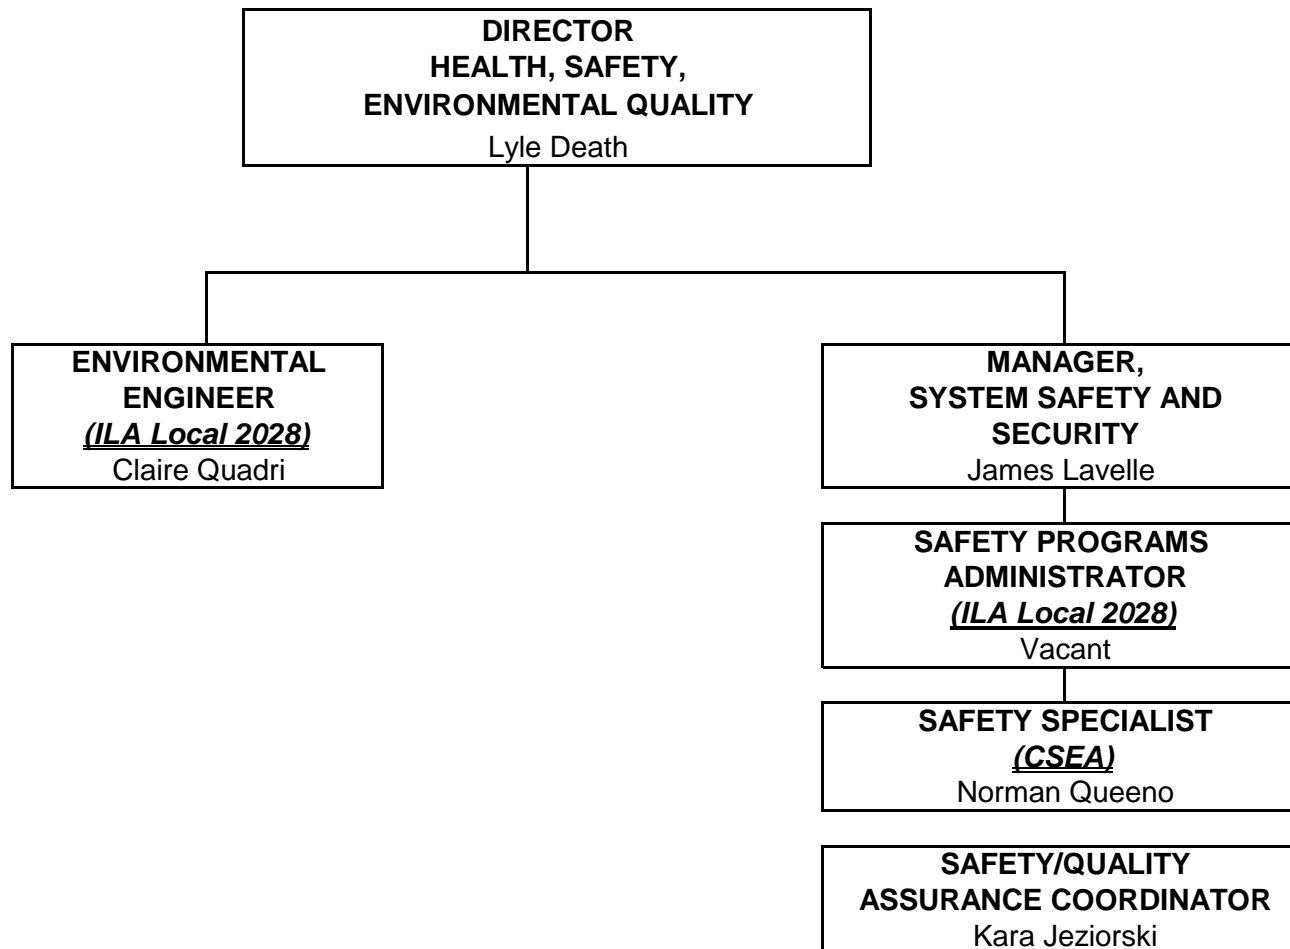 DIRECTOR
HEALTH, SAFETY,
ENVIRONMENTAL QUALITY
Lyle Death
ENVIRONMENTAL
ENGINEER
(ILA Local 2028)
Claire Quadri
MANAGER,
SYSTEM SAFETY AND
SECURITY
James Lavelle
SAFETY PROGRAMS
ADMINISTRATOR
(ILA Local 2028)
Vacant
SAFETY SPECIALIST
(CSEA)
Norman Queeno
SAFETY/QUALITY
ASSURANCE COORDINATOR
Kara Jeziorski